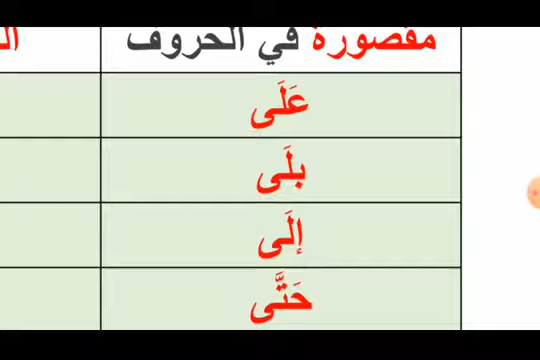 مقصورة في الحروف
عَلَى
بلَى
إلَى
حَتَّى